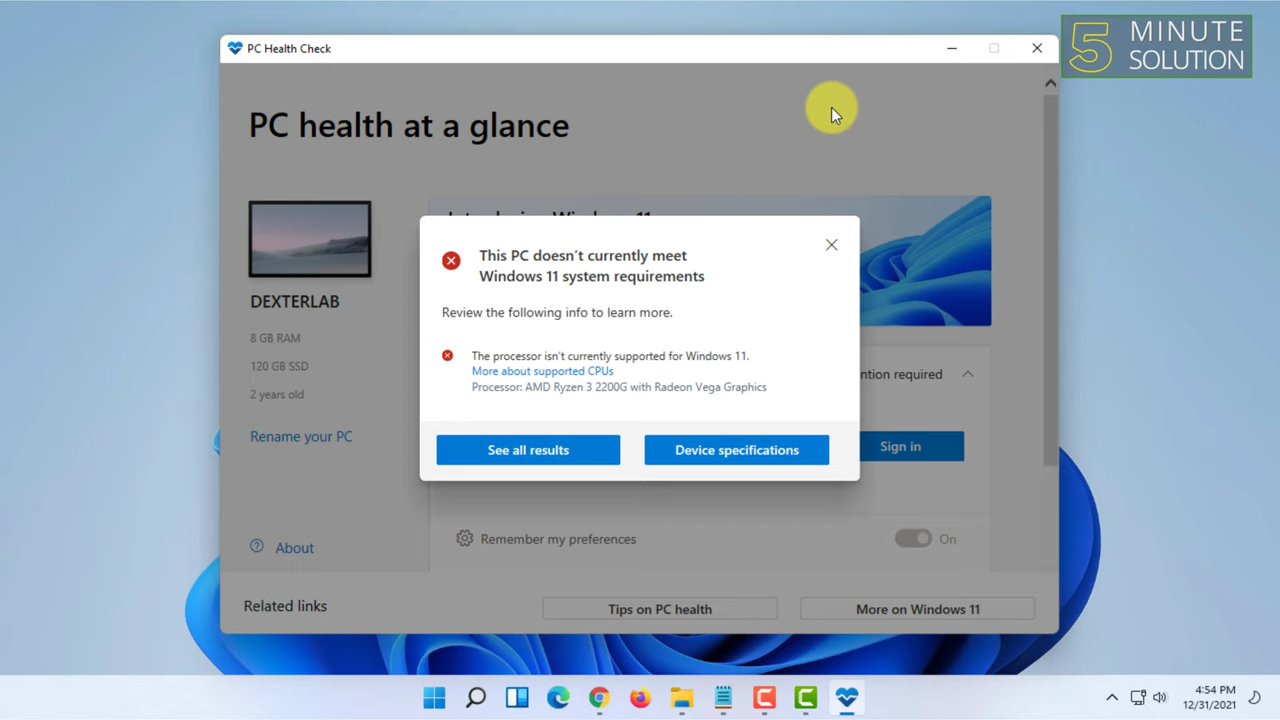 PC Health Check
5 MINUTE
SOLUTION
PC health at a glance
DEXTERLAB
8 GB RAM
120 GB SSD
2 years old
Rename your PC
About
This PC doesn't currently meet
Windows 11 system requirements
Review the following info to learn more.
The processor isn't currently supported for Windows 11.
More about supported CPUs
Processor: AMD Ryzen 3 2200G with Radeon Vega Graphics
See all results
Device specifications
required
Sign in
Remember my preferences
On
Related links
Tips on PC health
More on Windows 11
4:54 PM
12/31/2021